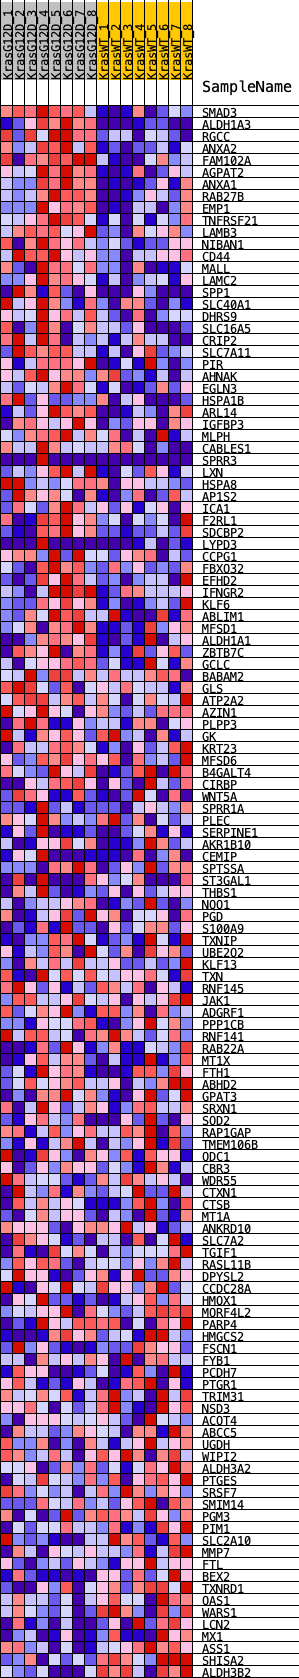 KrasG12D_1
KrasG12D_2
KrasG12D_3
KrasG12D_4
KrasG12D_5
KrasG12D_6
KrasG12D_7
KrasG12D_8
KrasWT_1
KrasWT_2
KrasWT_3
KrasWT_4
KrasWT_5
KrasWT_6
KrasWT_7
KrasWT_8
SampleName
SMAD3
ALDH1A3
RGCC
ANXA2
FAM102A
AGPAT2
ANXA1
RAB27B
EMP1
TNFRSF21
LAMB3
NIBAN1
CD44
MALL
LAMC2
SPP1
SLC40A1
DHRS9
SLC16A5
CRIP2
SLC7A11
PIR
AHNAK
EGLN3
HSPA1B
ARL14
IGFBP3
MLPH
CABLES1
SPRR3
LXN
HSPA8
AP1S2
ICA1
F2RL1
SDCBP2
LYPD3
CCPG1
FBXO32
EFHD2
IFNGR2
KLF6
ABLIM1
MFSD1
ALDH1A1
ZBTB7C
GCLC
BABAM2
GLS
ATP2A2
AZIN1
PLPP3
GK
KRT23
MFSD6
B4GALT4
CIRBP
WNT5A
SPRR1A
PLEC
SERPINE1
AKR1B10
CEMIP
SPTSSA
ST3GAL1
THBS1
NQO1
PGD
S100A9
TXNIP
UBE2Q2
KLF13
TXN
RNF145
JAK1
ADGRF1
PPP1CB
RNF141
RAB22A
MT1X
FTH1
ABHD2
GPAT3
SRXN1
SOD2
RAP1GAP
TMEM106B
ODC1
CBR3
WDR55
CTXN1
CTSB
MT1A
ANKRD10
SLC7A2
TGIF1
RASL11B
DPYSL2
CCDC28A
HMOX1
MORF4L2
PARP4
HMGCS2
FSCN1
FYB1
PCDH7
PTGR1
TRIM31
NSD3
ACOT4
ABCC5
UGDH
WIPI2
ALDH3A2
PTGES
SRSF7
SMIM14
PGM3
PIM1
SLC2A10
MMP7
FTL
BEX2
TXNRD1
OAS1
WARS1
LCN2
MX1
ASS1
SHISA2
ALDH3B2